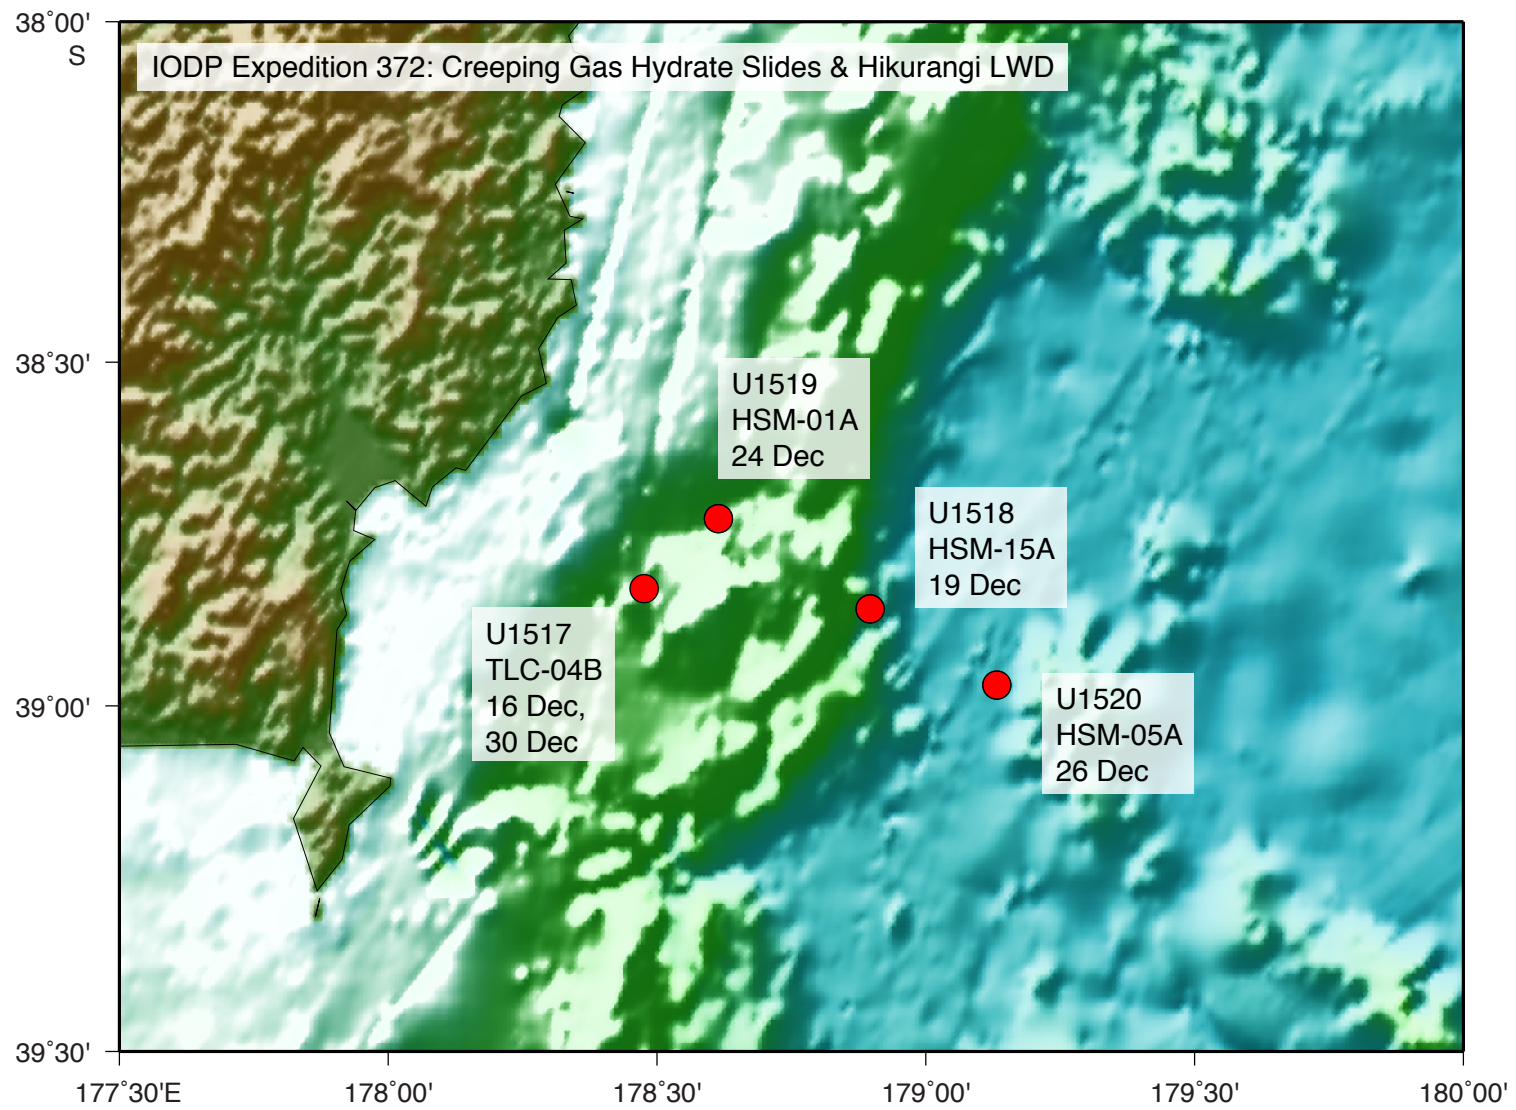 38°00'
S
IODP Expedition 372: Creeping Gas Hydrate Slides & Hikurangi LWD
38°30'
U1519
HSM-01A
24 Dec
U1518
HSM-15A
19 Dec
U1517
TLC-04B
16 Dec,
30 Dec
39°00'
U1520
HSM-05A
26 Dec
39°30'
177°30'E
178°00'
178°30'
179°00'
179°30'
180°00'